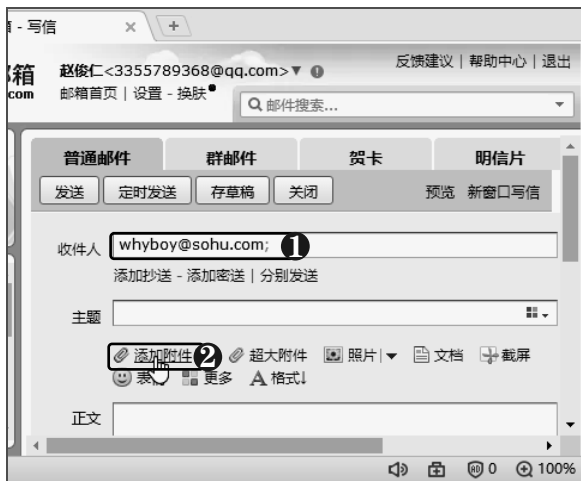 - 写信 × +
箱 赵俊仁<3355789368@qq.com>▼ 反馈建议 | 帮助中心 | 退出
com 邮箱首页 | 设置 - 换肤
邮件搜索...
普通邮件 群邮件 贺卡 明信片
发送 定时发送 存草稿 关闭 预览 新窗口写信
收件人 whyboy@sohu.com; 1
添加抄送 - 添加密送 | 分别发送
主题
添加附件 2 超大附件 照片|▼ 文档 截屏
更多 A 格式↓
正文
0 100%